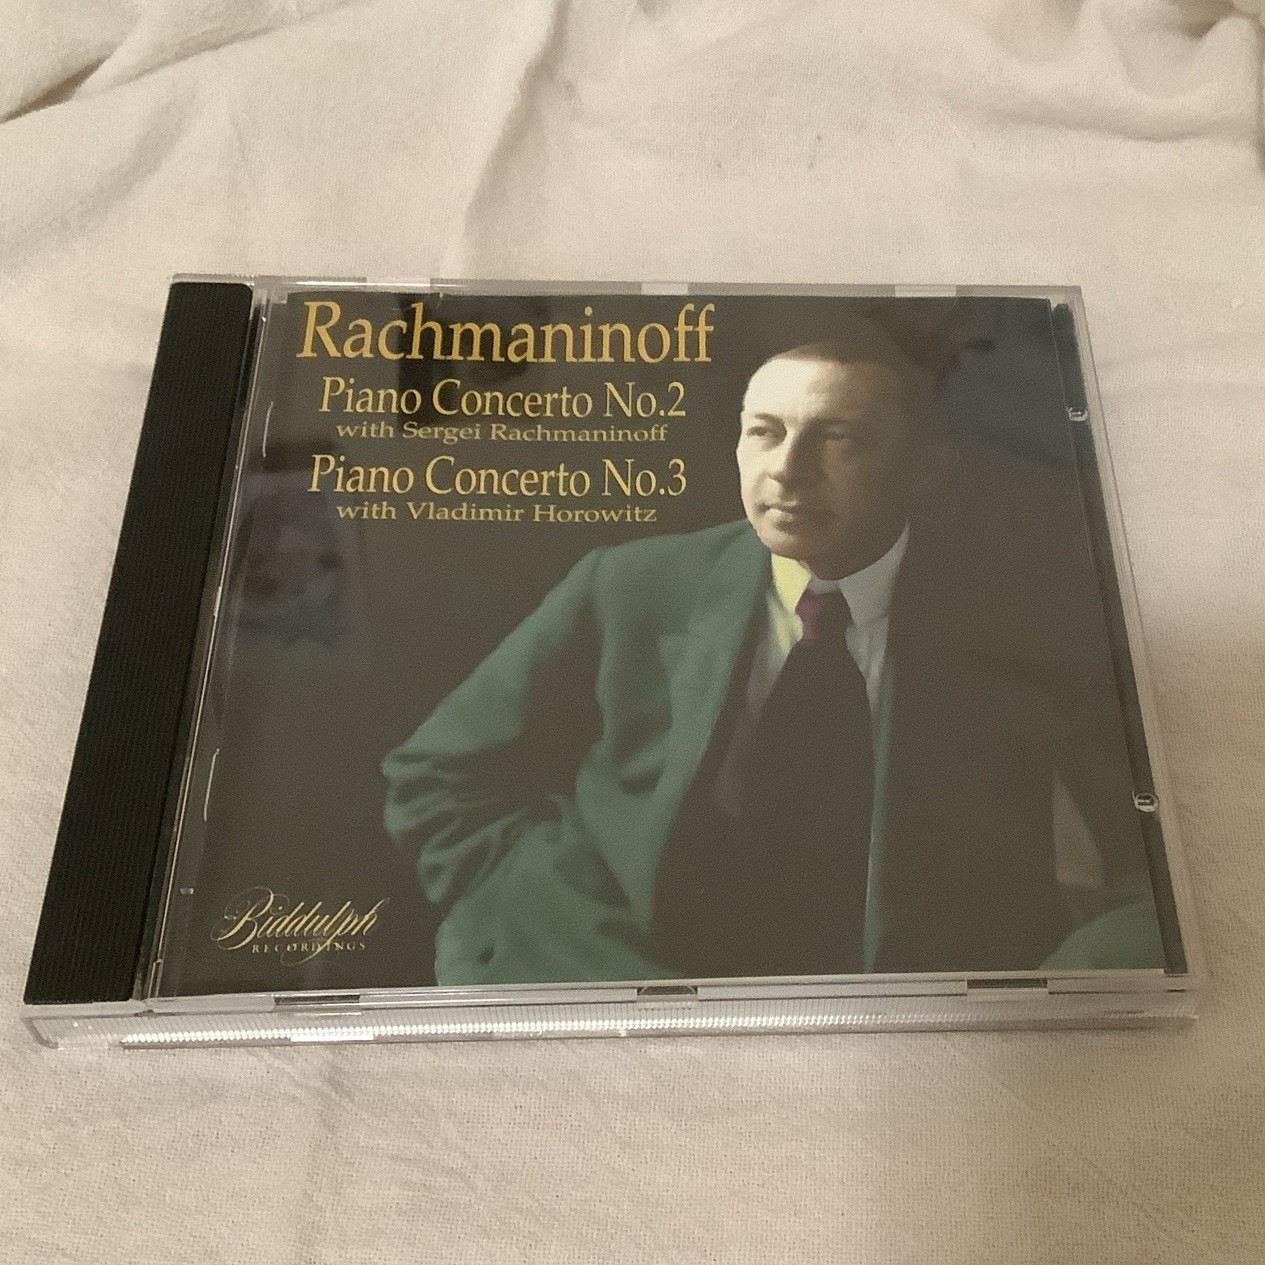 Rachmaninoff
Piano Concerto No.2
with Sergei Rachmaninoff
Piano Concerto No.3
with Vladimir Horowitz
Biddulph
RECORDINGS